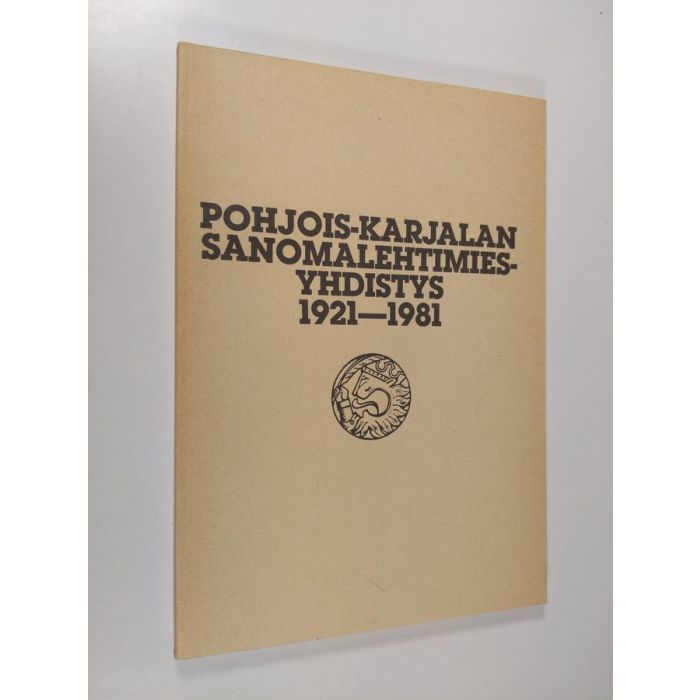 POHJOIS-KARJALAN
SANOMALEHTIMIES-
YHDISTYS
1921—1981